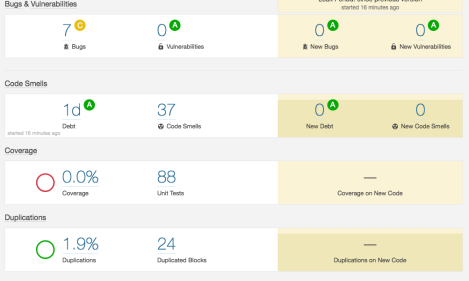 Bugs & Vulnerabilities
started 16 minutes ago
7 C
0 A
0 A
0 A
Bugs
Vulnerabilities
New Bugs
New Vulnerabilities
Code Smells
1d A
37
0 A
0
Debt
Code Smells
New Debt
New Code Smells
started 16 minutes ago
Coverage
0.0%
88
—
Coverage
Unit Tests
Coverage on New Code
Duplications
1.9%
24
—
Duplications
Duplicated Blocks
Duplications on New Code